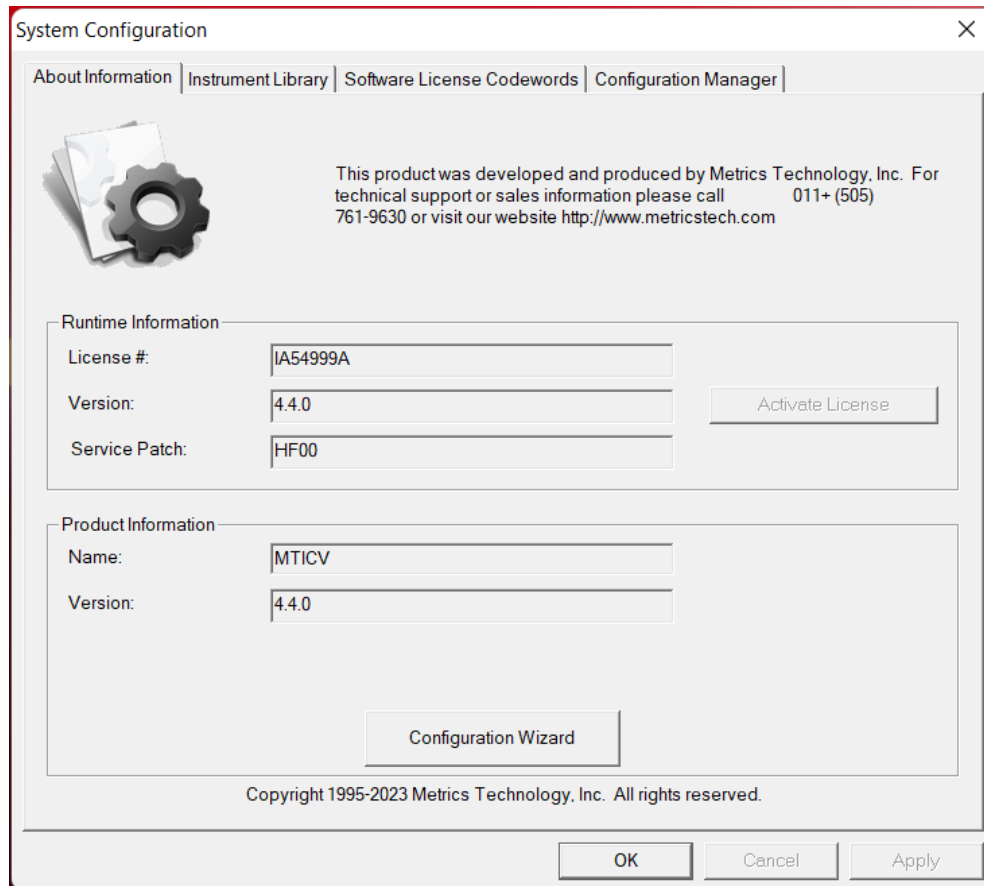 System Configuration
About Information
Instrument Library
Software License Codewords
Configuration Manager
This product was developed and produced by Metrics Technology, Inc. For
technical support or sales information please call 011+ (505)
761-9630 or visit our website http://www.metricstech.com
Runtime Information
License #:
IA54999A
Version:
4.4.0
Activate License
Service Patch:
HF00
Product Information
Name:
MTICV
Version:
4.4.0
Configuration Wizard
Copyright 1995-2023 Metrics Technology, Inc. All rights reserved.
OK
Cancel
Apply